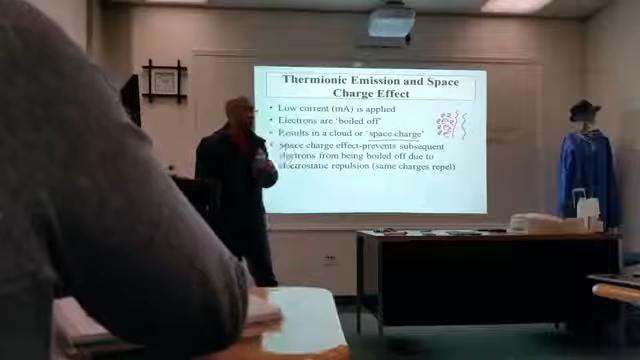 Thermionic Emission and Space
Charge Effect
• Low current (mA) is applied
• Electrons are 'boiled off'
• Results in a cloud or 'space charge'
• Space charge effect-prevents subsequent
electrons from being boiled off due to
electrostatic repulsion (same charges repel)